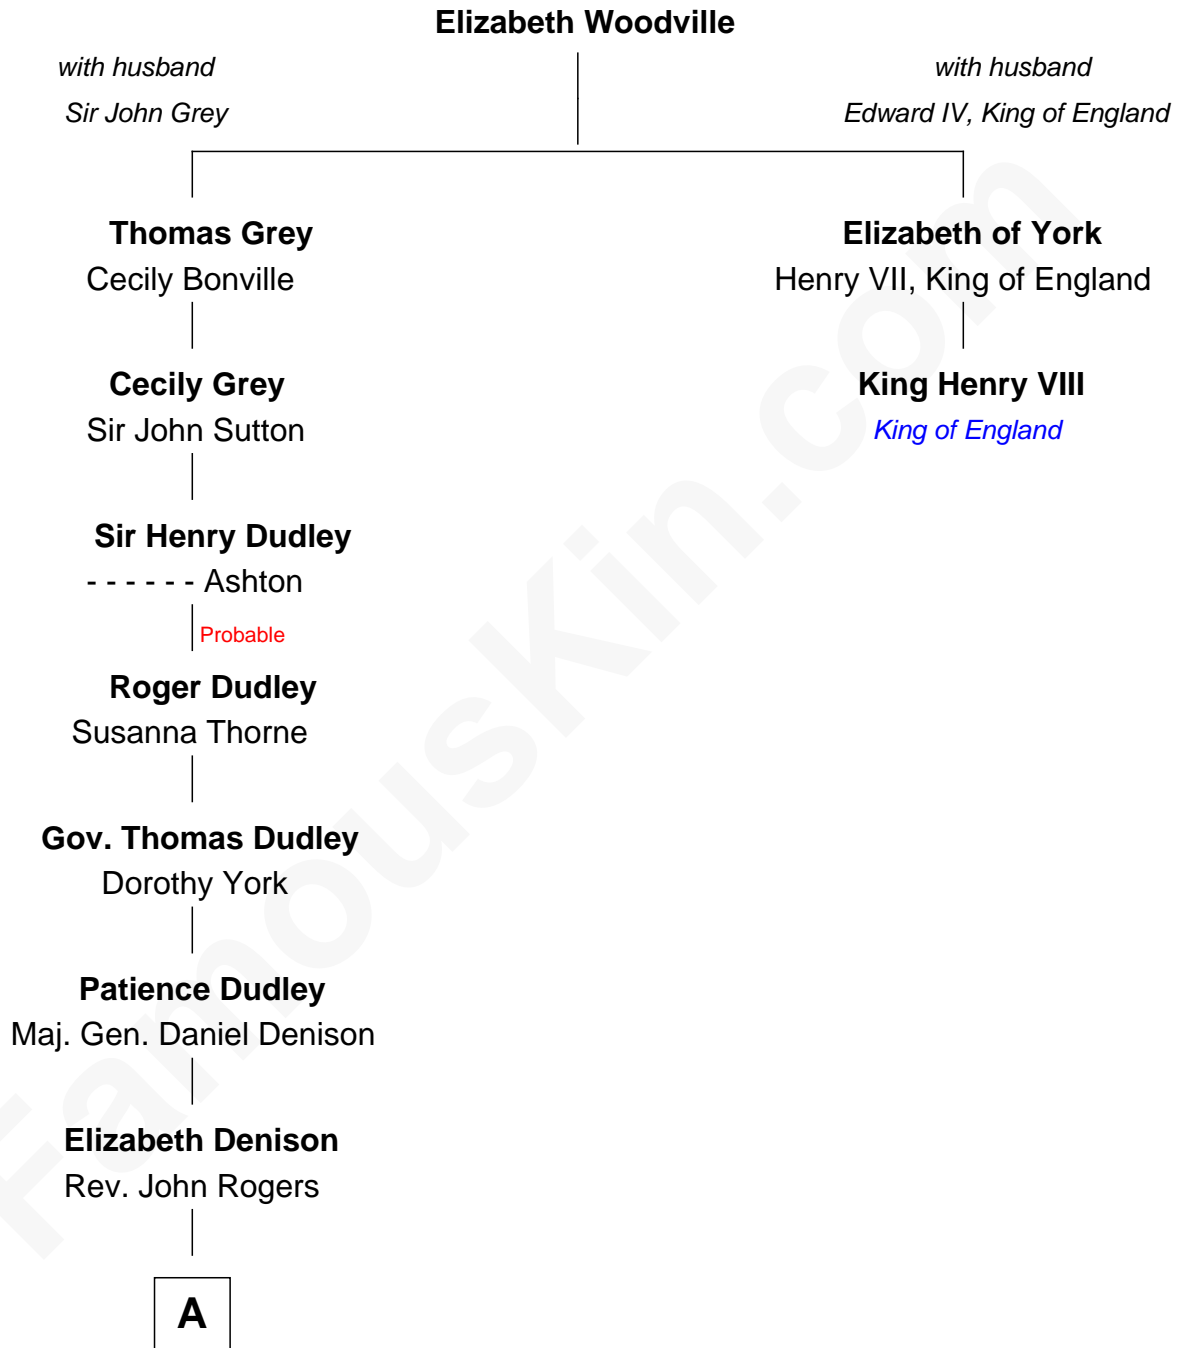 Elizabeth Woodville
with husband
Sir John Grey
with husband
Edward IV, King of England
Thomas Grey
Cecily Bonville
Elizabeth of York
Henry VII, King of England
Cecily Grey
Sir John Sutton
King Henry VIII
King of England
Sir Henry Dudley
- - - - - - Ashton
Probable
Roger Dudley
Susanna Thorne
Gov. Thomas Dudley
Dorothy York
Patience Dudley
Maj. Gen. Daniel Denison
Elizabeth Denison
Rev. John Rogers
A
FamousKin.com